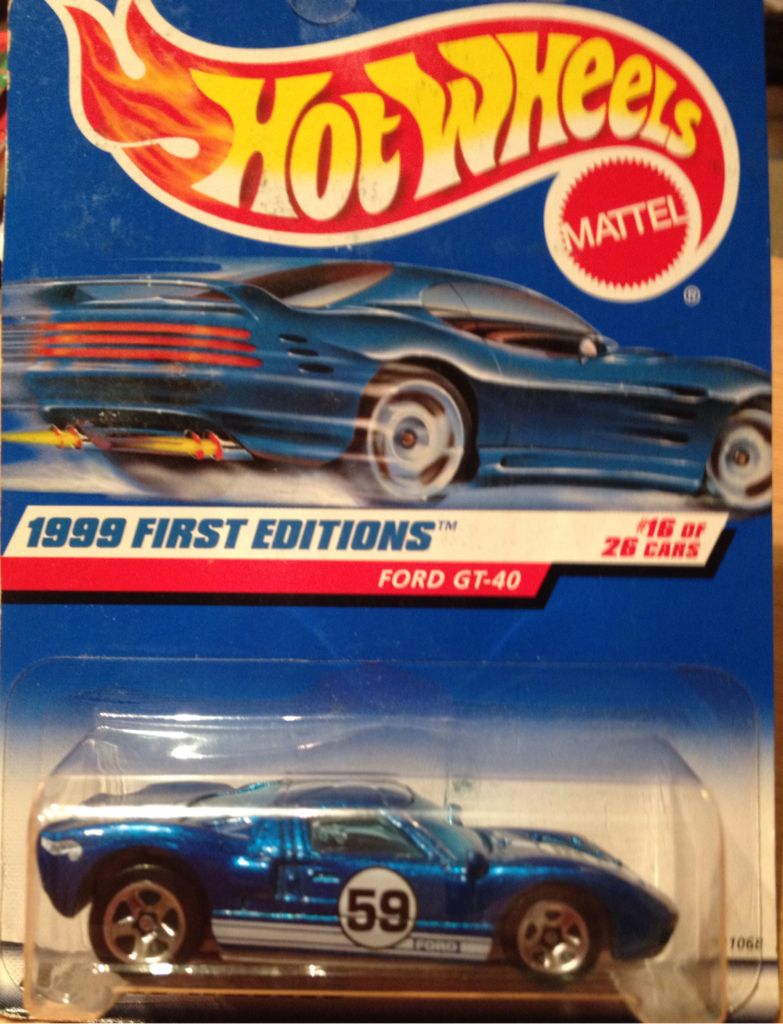 Hot Wheels
MATTEL
®
1999 FIRST EDITIONS™
#16 OF
26 CARS
FORD GT-40
59
FORD